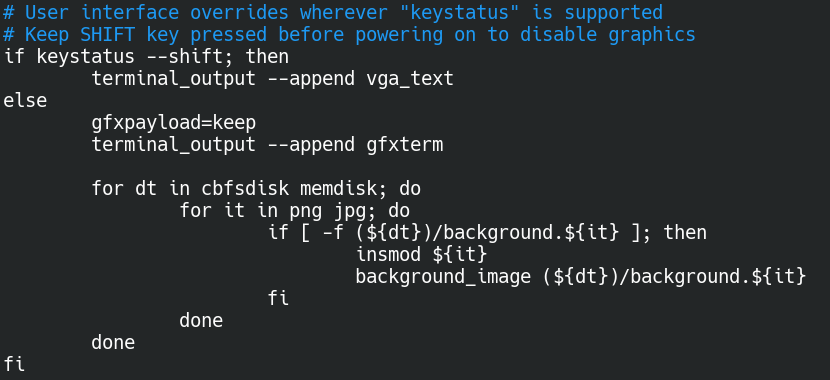 # User interface overrides wherever "keystatus" is supported
# Keep SHIFT key pressed before powering on to disable graphics
if keystatus --shift; then
        terminal_output --append vga_text
else
        gfxpayload=keep
        terminal_output --append gfxterm

        for dt in cbfsdisk memdisk; do
                for it in png jpg; do
                        if [ -f (${dt})/background.${it} ]; then
                                insmod ${it}
                                background_image (${dt})/background.${it}
                        fi
                done
        done
fi